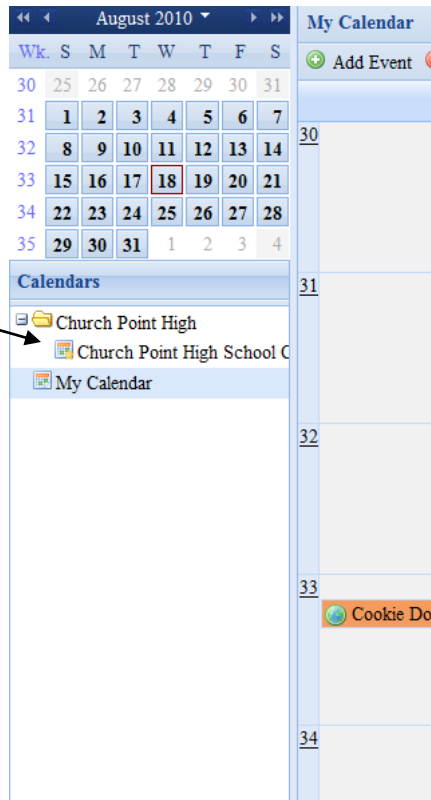 August 2010
Wk. S M T W T F S
30 25 26 27 28 29 30 31
31 1 2 3 4 5 6 7
32 8 9 10 11 12 13 14
33 15 16 17 18 19 20 21
34 22 23 24 25 26 27 28
35 29 30 31 1 2 3 4
Calendars
Church Point High
Church Point High School
My Calendar
My Calendar
Add Event
30
31
32
33
Cookie
34